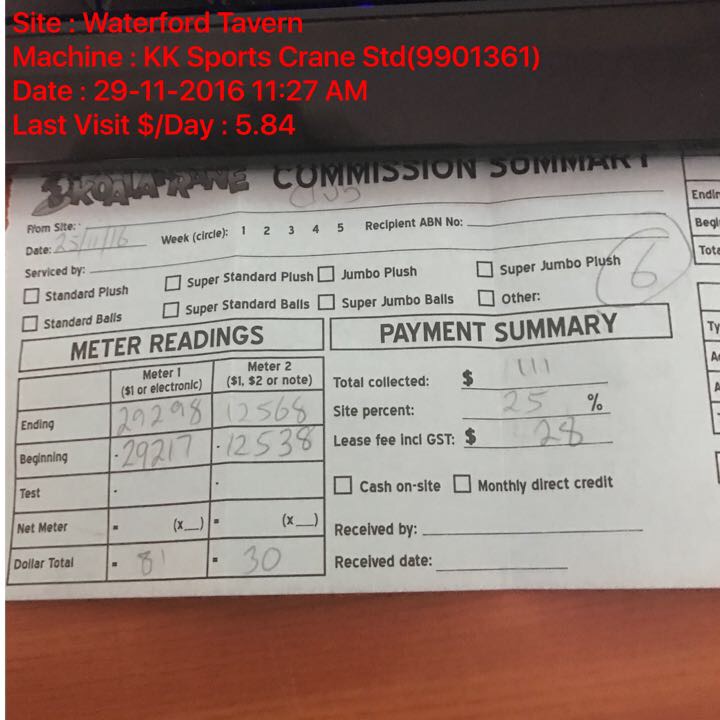 Site : Waterford Tavern
Machine : KK Sports Crane Std(9901361)
Date : 29-11-2016 11:27 AM
Last Visit $/Day : 5.84
KOALA KRANE COMMISSION SUMMARY
From Site:
Date: 25/11/16 Week (circle): 1 2 3 4 5 Recipient ABN No:
Serviced by:
Standard Plush Super Standard Plush Jumbo Plush Super Jumbo Plush 6
Standard Balls Super Standard Balls Super Jumbo Balls Other:
METER READINGS
Meter 1 Meter 2
($1 or electronic) ($1, $2 or note)
Ending 29298 12568
Beginning - 29217 - 12538
Test - -
Net Meter = (x__) = (x__)
Dollar Total = 81 = 30
PAYMENT SUMMARY
Total collected: $ 111
Site percent: 25 %
Lease fee incl GST: $ 28
Cash on-site Monthly direct credit
Received by:
Received date: